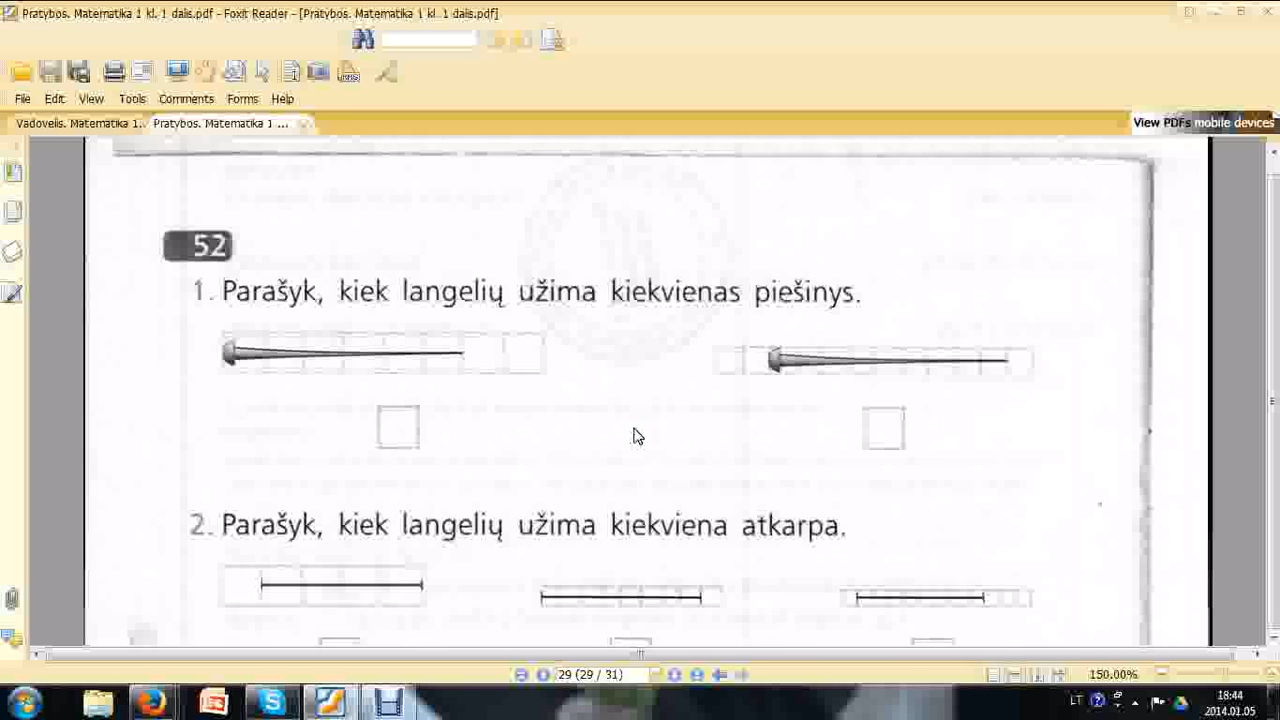 Pratybos. Matematika 1 kl. 1 dalis.pdf - Foxit Reader - [Pratybos. Matematika 1 kl. 1 dalis.pdf]
File Edit View Tools Comments Forms Help
Vadovelis. Matematika 1. Pratybos. Matematika 1 ... View PDFs mobile devices
52
1. Parašyk, kiek langelių užima kiekvienas piešinys.
2. Parašyk, kiek langelių užima kiekviena atkarpa.
29 (29 / 31) 150.00%
LT 18:44
2014.01.05